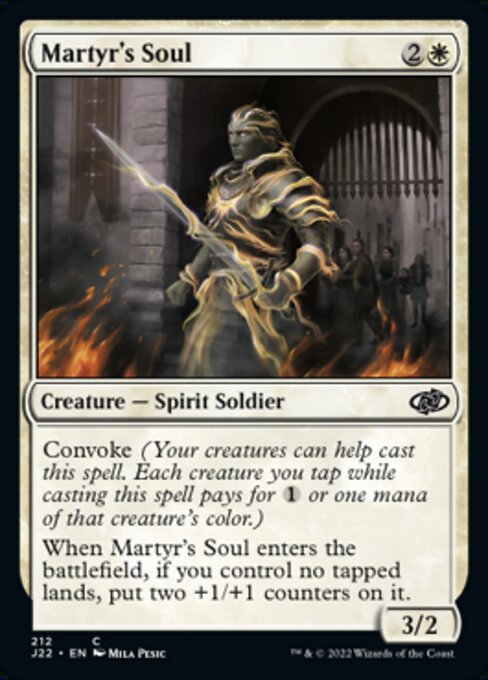 Martyr's Soul 2
Creature — Spirit Soldier
Convoke (Your creatures can help cast
this spell. Each creature you tap while
casting this spell pays for 1 or one mana
of that creature's color.)
When Martyr's Soul enters the
battlefield, if you control no tapped
lands, put two +1/+1 counters on it.
3/2
212 C
J22 • EN Mila Pesic ™ & © 2022 Wizards of the Coast